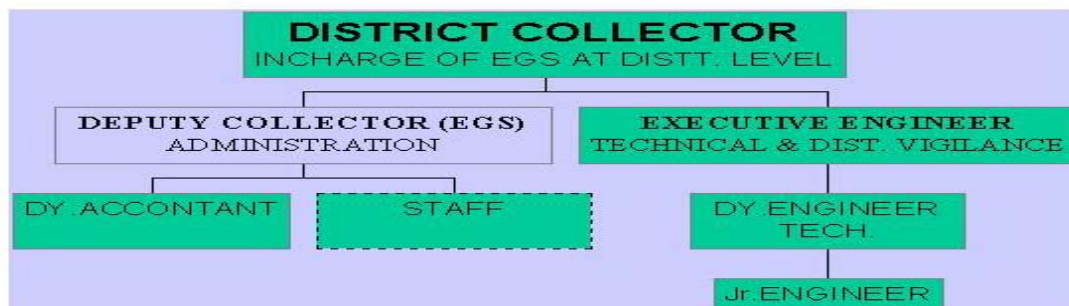 DISTRICT COLLECTOR
INCHARGE OF EGS AT DISTT. LEVEL
DEPUTY COLLECTOR (EGS)
ADMINISTRATION
EXECUTIVE ENGINEER
TECHNICAL & DIST. VIGILANCE
DY.ACCONTANT
STAFF
DY.ENGINEER
TECH.
Jr.ENGINEER